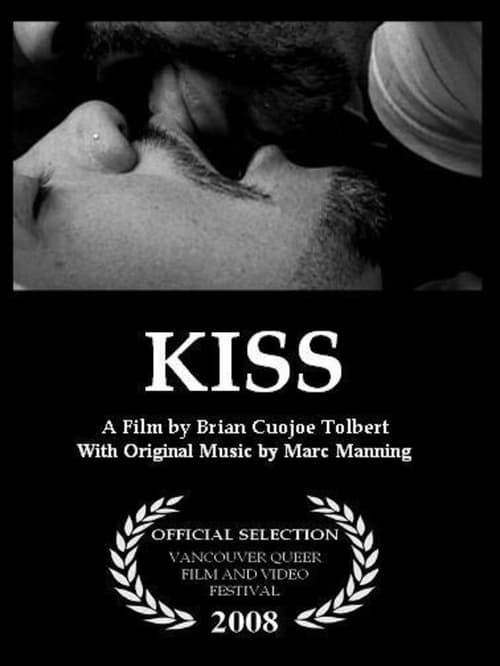 KISS
A Film by Brian Cuojoe Tolbert
With Original Music by Marc Manning
OFFICIAL SELECTION
VANCOUVER QUEER
FILM AND VIDEO
FESTIVAL
2008